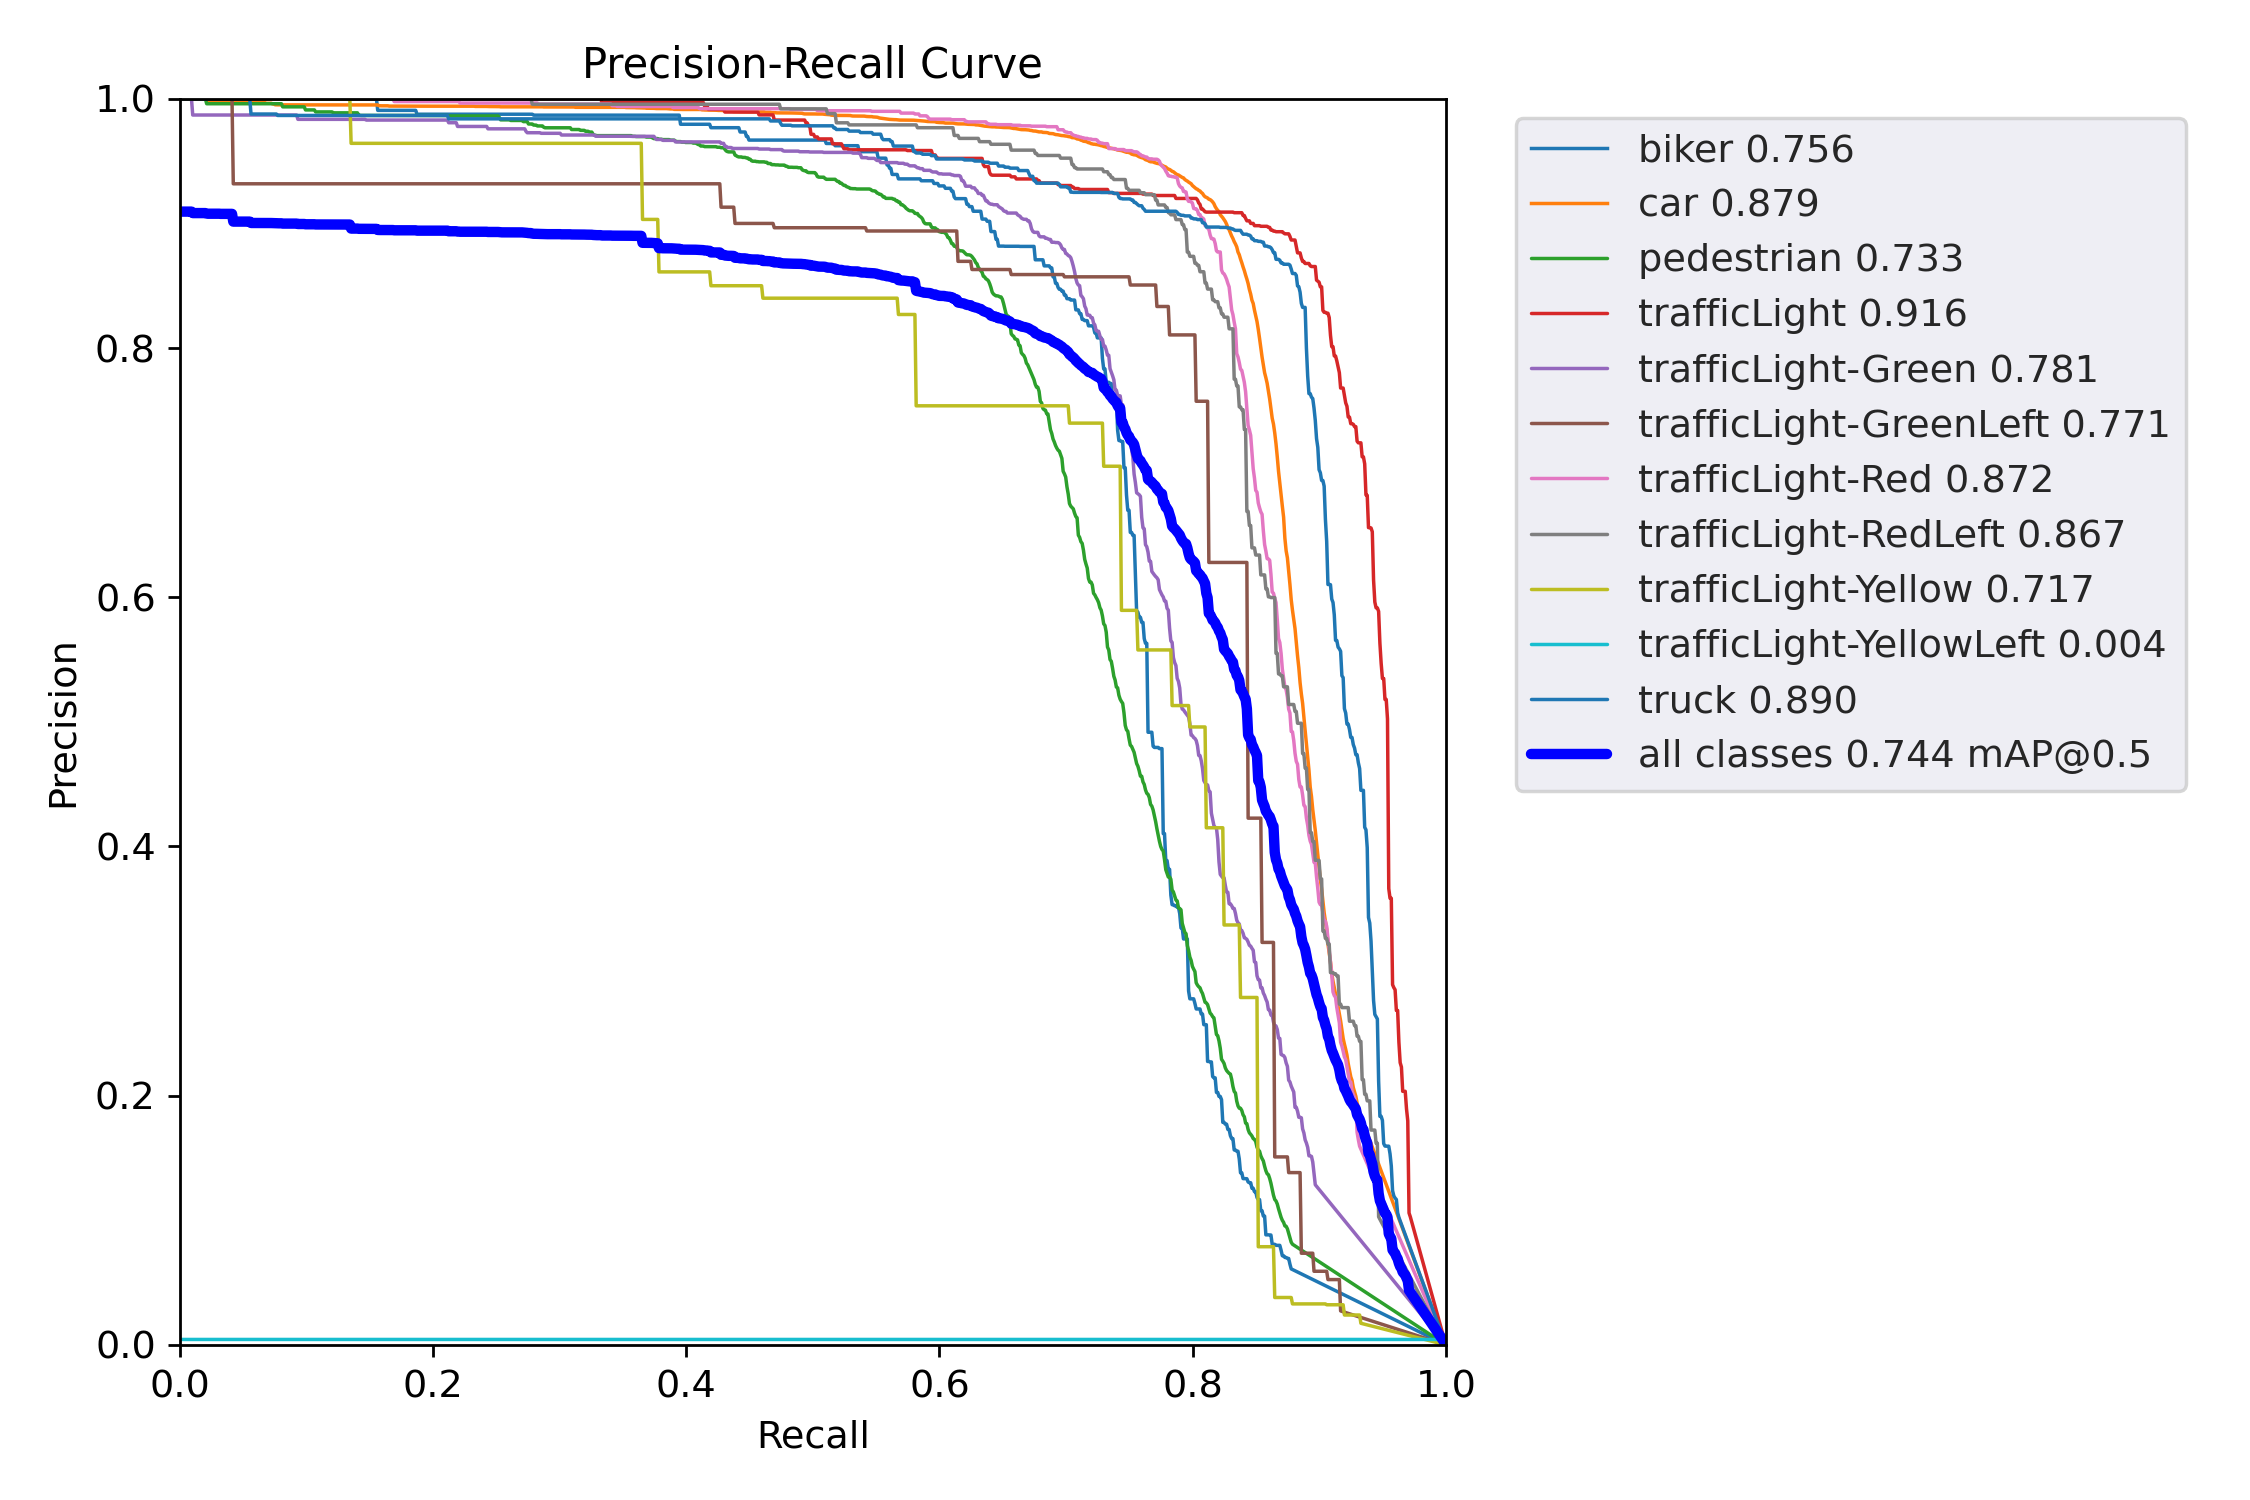 Precision-Recall Curve
1.0
0.8
0.6
0.4
0.2
0.0
Precision
0.0 0.2 0.4 0.6 0.8 1.0
Recall
biker 0.756
car 0.879
pedestrian 0.733
trafficLight 0.916
trafficLight-Green 0.781
trafficLight-GreenLeft 0.771
trafficLight-Red 0.872
trafficLight-RedLeft 0.867
trafficLight-Yellow 0.717
trafficLight-YellowLeft 0.004
truck 0.890
all classes 0.744 mAP@0.5